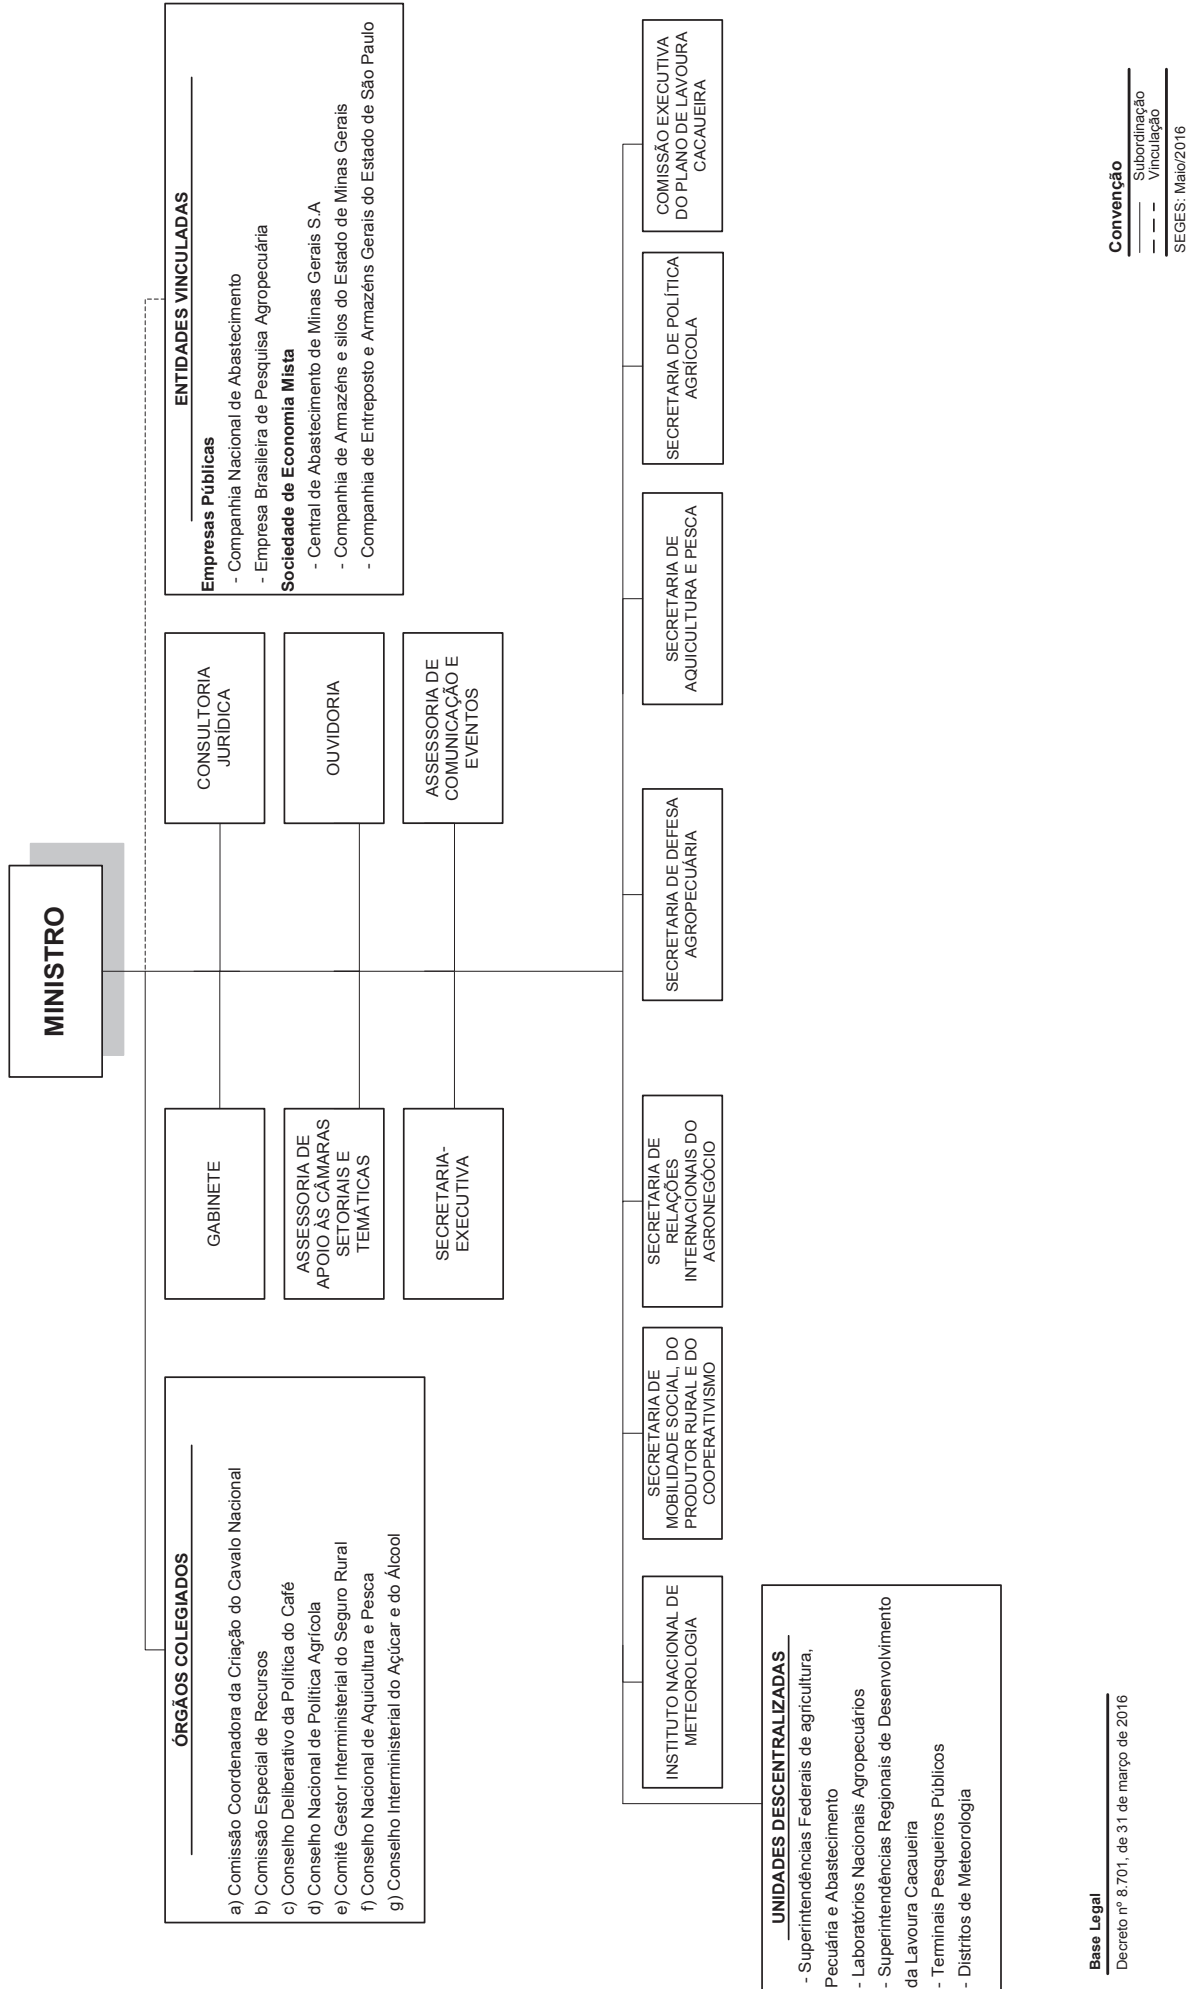 MINISTRO
ÓRGÃOS COLEGIADOS
a) Comissão Coordenadora da Criação do Cavalo Nacional
b) Comissão Especial de Recursos
c) Conselho Deliberativo da Política do Café
d) Conselho Nacional de Política Agrícola
e) Comitê Gestor Interministerial do Seguro Rural
f) Conselho Nacional de Aquicultura e Pesca
g) Conselho Interministerial do Açúcar e do Álcool
GABINETE
CONSULTORIA
JURÍDICA
ASSESSORIA DE
APOIO ÀS CÂMARAS
SETORIAIS E
TEMÁTICAS
OUVIDORIA
SECRETARIA-
EXECUTIVA
ASSESSORIA DE
COMUNICAÇÃO E
EVENTOS
ENTIDADES VINCULADAS
Empresas Públicas
- Companhia Nacional de Abastecimento
- Empresa Brasileira de Pesquisa Agropecuária
Sociedade de Economia Mista
- Central de Abastecimento de Minas Gerais S.A
- Companhia de Armazéns e silos do Estado de Minas Gerais
- Companhia de Entreposto e Armazéns Gerais do Estado de São Paulo
INSTITUTO NACIONAL DE
METEOROLOGIA
SECRETARIA DE
MOBILIDADE SOCIAL, DO
PRODUTOR RURAL E DO
COOPERATIVISMO
SECRETARIA DE
RELAÇÕES
INTERNACIONAIS DO
AGRONEGÓCIO
SECRETARIA DE DEFESA
AGROPECUÁRIA
SECRETARIA DE
AQUICULTURA E PESCA
SECRETARIA DE POLÍTICA
AGRÍCOLA
COMISSÃO EXECUTIVA
DO PLANO DE LAVOURA
CACAUEIRA
UNIDADES DESCENTRALIZADAS
- Superintendências Federais de agricultura,
Pecuária e Abastecimento
- Laboratórios Nacionais Agropecuários
- Superintendências Regionais de Desenvolvimento
da Lavoura Cacaueira
- Terminais Pesqueiros Públicos
- Distritos de Meteorologia
Base Legal
Decreto nº 8.701, de 31 de março de 2016
Convenção
Subordinação
Vinculação
SEGES: Maio/2016